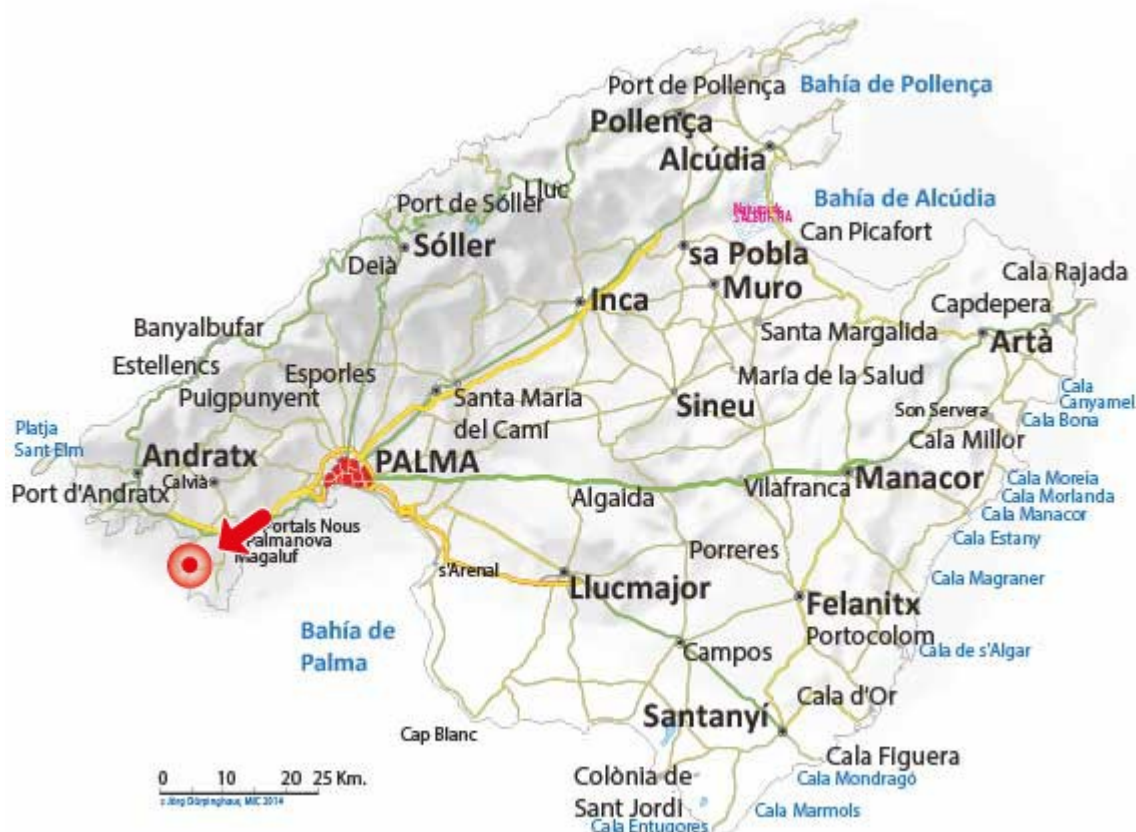 Port de Pollença
Bahía de Pollença
Pollença
Alcúdia
Lluc
Port de Sóller
Bahía de Alcúdia
Can Picafort
Sóller
sa Pobla
Deià
Cala Rajada
Muro
Inca
Capdepera
Banyalbufar
Santa Margalida
Artà
Estellencs
Esporles
María de la Salud
Puigpunyent
Santa Maria
del Camí
Sineu
Cala
Canyamel
Son Servera
Cala Bona
Platja
Sant Elm
Cala Millor
Andratx
PALMA
Calvià
Manacor
Cala Moreia
Port d'Andratx
Algaida
Vilafranca
Cala Morlanda
Cala Manacor
Portals Nous
Palmanova
Magaluf
Cala Estany
Porreres
s'Arenal
Cala Magraner
Llucmajor
Felanitx
Bahía de
Palma
Portocolom
Cala de s'Algar
Campos
Cala d'Or
Santanyí
Cap Blanc
Cala Figuera
Colònia de
Sant Jordi
Cala Mondragó
Cala Marmols
Cala Entugores
0 10 20 25 Km.
Jörg Dörpinghaus, MIC 2014